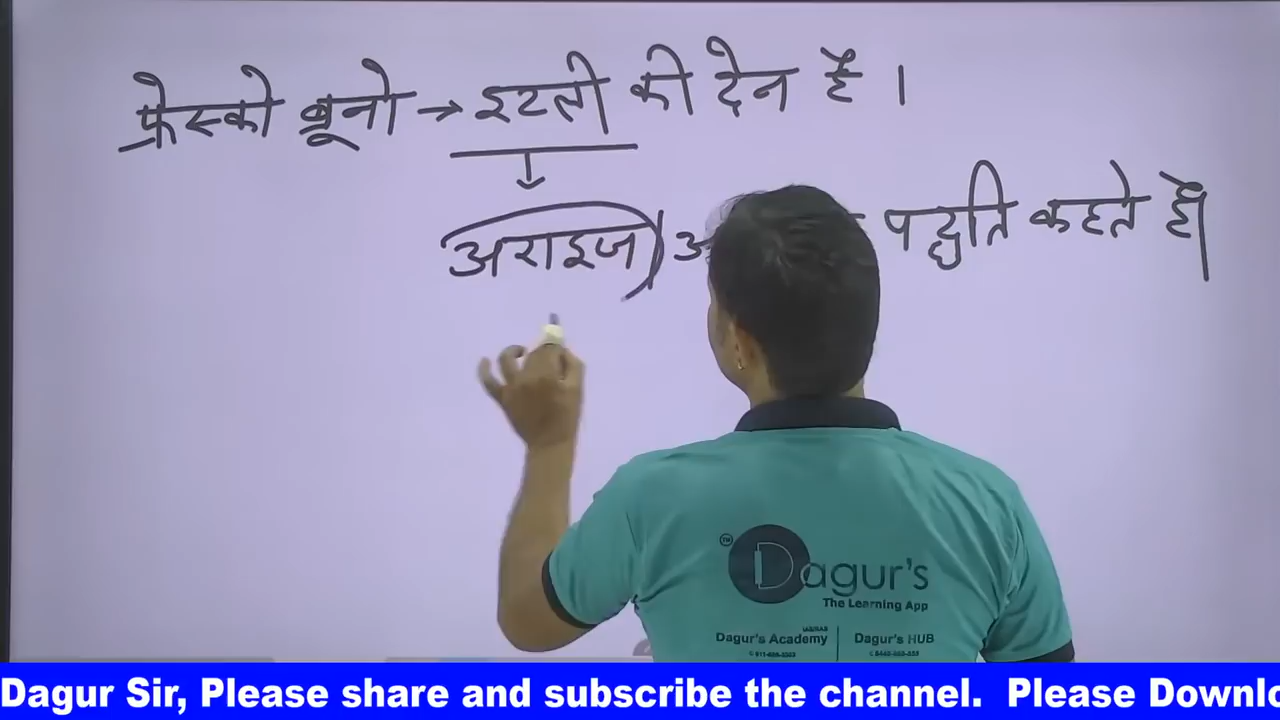 फ्रेस्को बूनो → इटली की देन है ।
अराइज) पद्धति कहते है।
Dagur's
The Learning App
Dagur's Academy
Dagur's HUB
Dagur Sir, Please share and subscribe the channel. Please Downlo